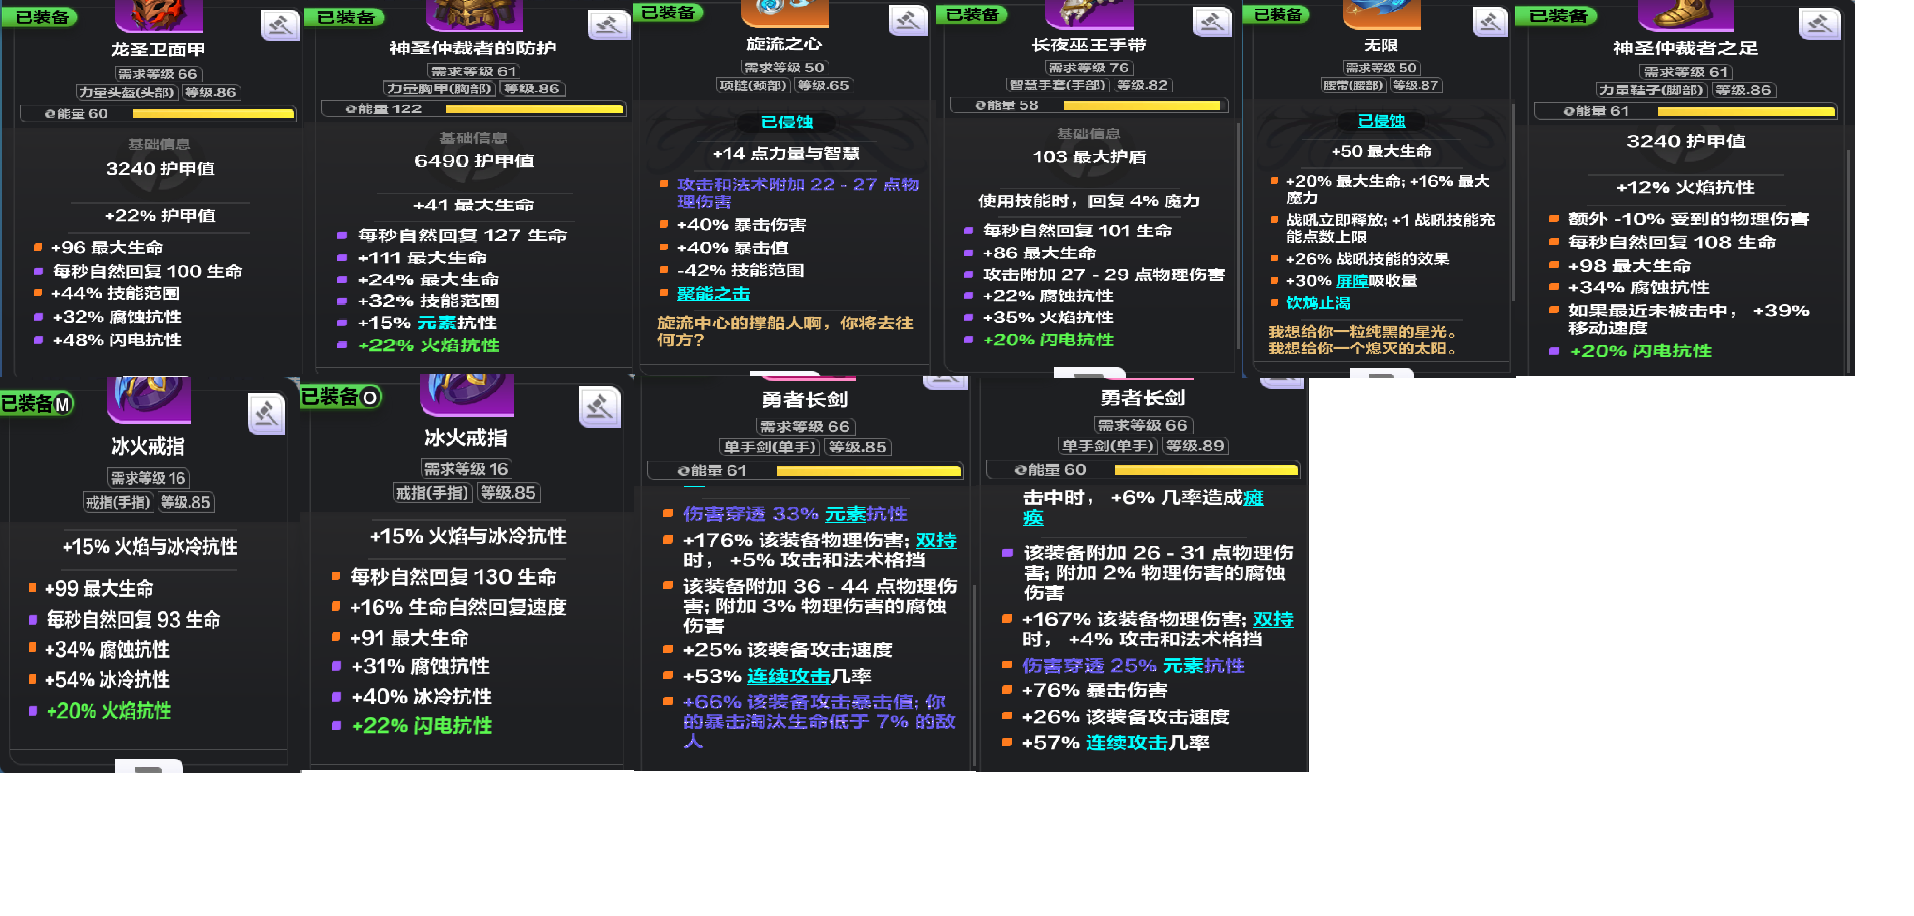 已装备
龙圣卫面甲
需求等级 66
力量头盔(头部) 等级.86
能量 60
基础信息
3240 护甲值
+22% 护甲值
+96 最大生命
每秒自然回复 100 生命
+44% 技能范围
+32% 腐蚀抗性
+48% 闪电抗性
已装备
神圣仲裁者的防护
需求等级 61
力量胸甲(胸部) 等级.86
能量 122
基础信息
6490 护甲值
+41 最大生命
每秒自然回复 127 生命
+111 最大生命
+24% 最大生命
+32% 技能范围
+15% 元素抗性
+22% 火焰抗性
已装备
旋流之心
需求等级 50
项链(颈部) 等级.65
已侵蚀
+14 点力量与智慧
攻击和法术附加 22 - 27 点物
理伤害
+40% 暴击伤害
+40% 暴击值
-42% 技能范围
聚能之击
旋流中心的撑船人啊，你将去往
何方？
已装备
长夜巫王手带
需求等级 76
智慧手套(手部) 等级.82
能量 58
基础信息
103 最大护盾
使用技能时，回复 4% 魔力
每秒自然回复 101 生命
+86 最大生命
攻击附加 27 - 29 点物理伤害
+22% 腐蚀抗性
+35% 火焰抗性
+20% 闪电抗性
已装备
无限
需求等级 50
腰带(腰部) 等级.87
已侵蚀
+50 最大生命
+20% 最大生命; +16% 最大
魔力
战吼立即释放; +1 战吼技能充
能点数上限
+26% 战吼技能的效果
+30% 屏障吸收量
饮鸩止渴
我想给你一粒纯黑的星光。
我想给你一个熄灭的太阳。
已装备
神圣仲裁者之足
需求等级 61
力量鞋子(脚部) 等级.86
能量 61
3240 护甲值
+12% 火焰抗性
额外 -10% 受到的物理伤害
每秒自然回复 108 生命
+98 最大生命
+34% 腐蚀抗性
如果最近未被击中， +39%
移动速度
+20% 闪电抗性
已装备M
冰火戒指
需求等级 16
戒指(手指) 等级.85
+15% 火焰与冰冷抗性
+99 最大生命
每秒自然回复 93 生命
+34% 腐蚀抗性
+54% 冰冷抗性
+20% 火焰抗性
已装备O
冰火戒指
需求等级 16
戒指(手指) 等级.85
+15% 火焰与冰冷抗性
每秒自然回复 130 生命
+16% 生命自然回复速度
+91 最大生命
+31% 腐蚀抗性
+40% 冰冷抗性
+22% 闪电抗性
勇者长剑
需求等级 66
单手剑(单手) 等级.85
能量 61
伤害穿透 33% 元素抗性
+176% 该装备物理伤害; 双持
时， +5% 攻击和法术格挡
该装备附加 36 - 44 点物理伤
害; 附加 3% 物理伤害的腐蚀
伤害
+25% 该装备攻击速度
+53% 连续攻击几率
+66% 该装备攻击暴击值; 你
的暴击淘汰生命低于 7% 的敌
人
勇者长剑
需求等级 66
单手剑(单手) 等级.89
能量 60
击中时， +6% 几率造成瘫
痪
该装备附加 26 - 31 点物理伤
害; 附加 2% 物理伤害的腐蚀
伤害
+167% 该装备物理伤害; 双持
时， +4% 攻击和法术格挡
伤害穿透 25% 元素抗性
+76% 暴击伤害
+26% 该装备攻击速度
+57% 连续攻击几率